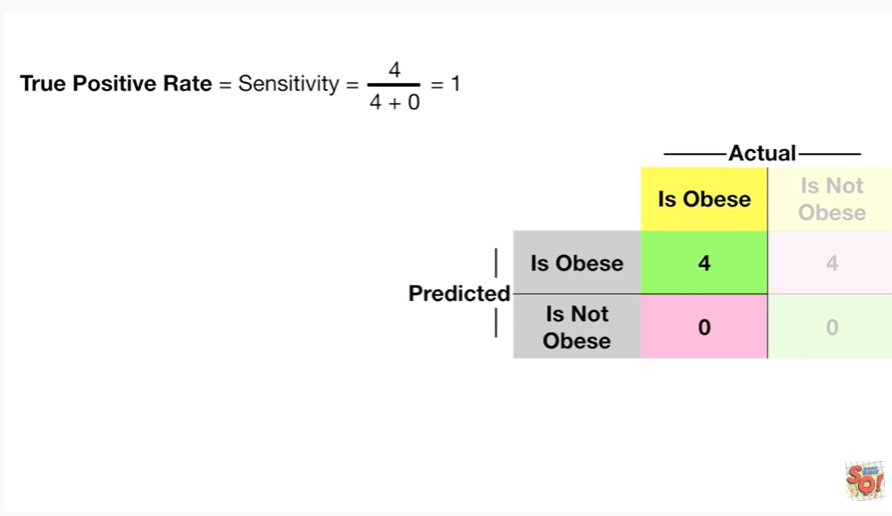 True Positive Rate = Sensitivity = 4 / 4 + 0 = 1
Actual
Is Obese
Is Not
Obese
Is Obese
4
4
Predicted
Is Not
Obese
0
0
SQ!